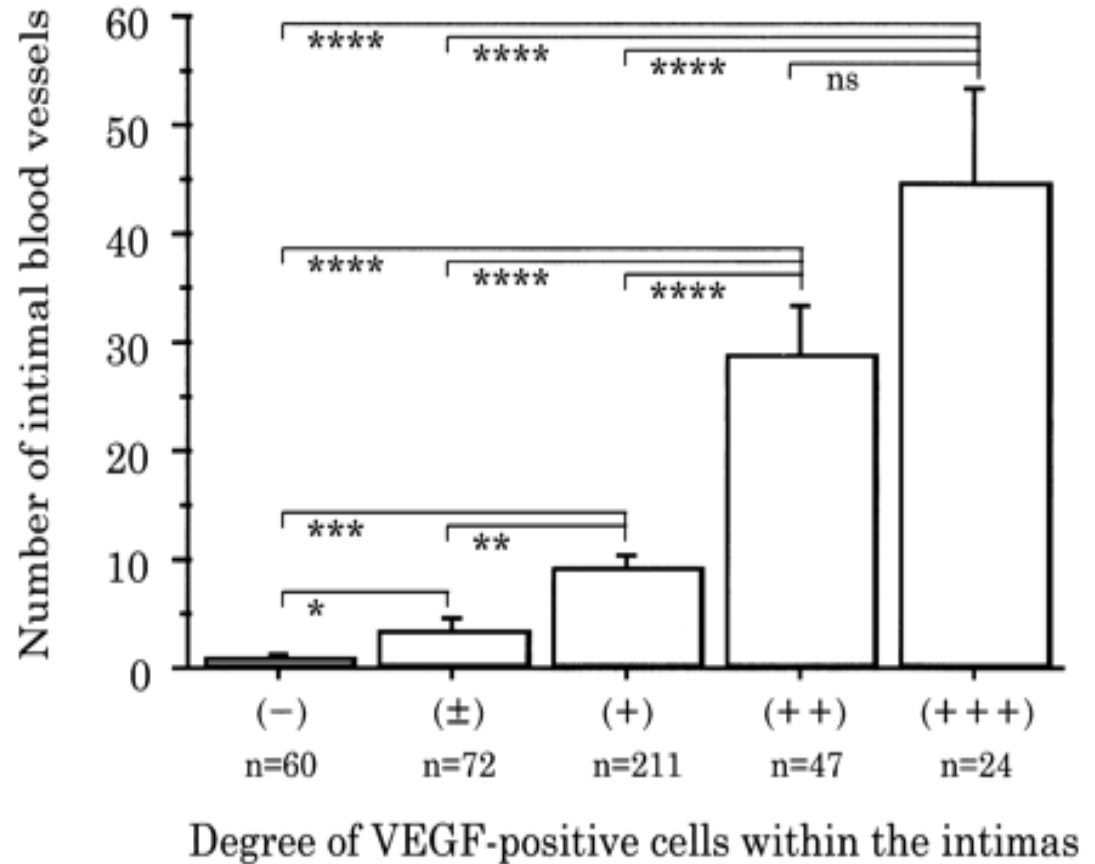 Number of intimal blood vessels
60
50
40
30
20
10
0
**** **** **** ns
**** **** ****
*** **
*
(−) (±) (+) (++) (+++)
n=60 n=72 n=211 n=47 n=24
Degree of VEGF-positive cells within the intimas